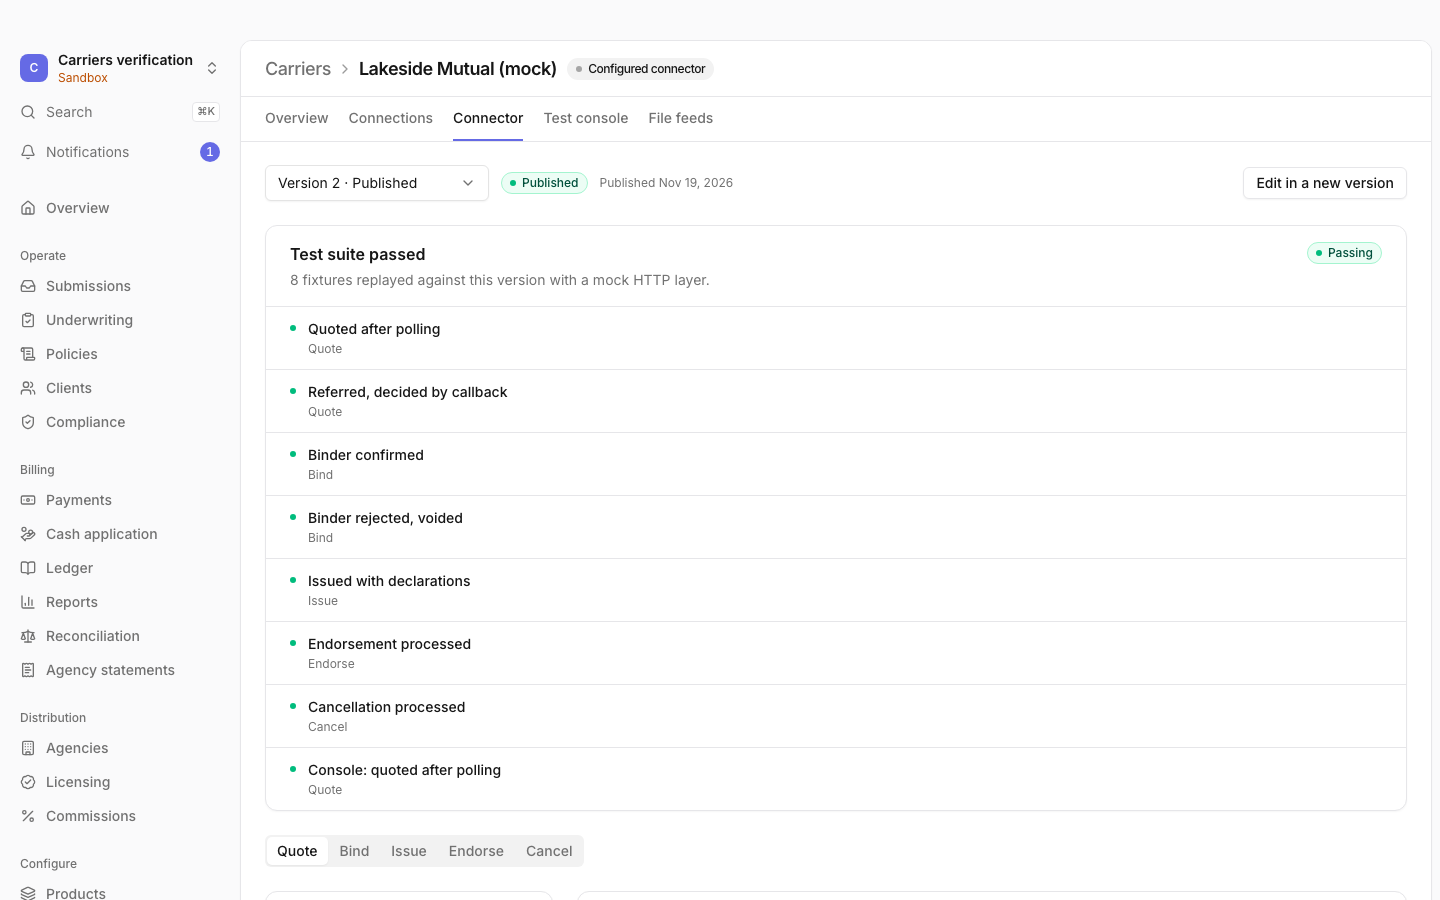 C
Carriers verification
Sandbox
Search
⌘K
Notifications
1
Overview
Operate
Submissions
Underwriting
Policies
Clients
Compliance
Billing
Payments
Cash application
Ledger
Reports
Reconciliation
Agency statements
Distribution
Agencies
Licensing
Commissions
Configure
Products
Carriers
Lakeside Mutual (mock)
Configured connector
Overview
Connections
Connector
Test console
File feeds
Version 2 · Published
Published
Published Nov 19, 2026
Edit in a new version
Test suite passed
Passing
8 fixtures replayed against this version with a mock HTTP layer.
Quoted after polling
Quote
Referred, decided by callback
Quote
Binder confirmed
Bind
Binder rejected, voided
Bind
Issued with declarations
Issue
Endorsement processed
Endorse
Cancellation processed
Cancel
Console: quoted after polling
Quote
Quote
Bind
Issue
Endorse
Cancel